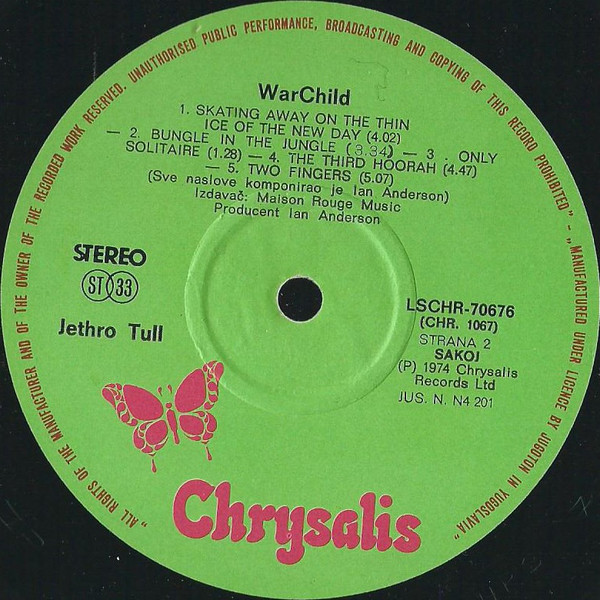 "ALL RIGHTS OF THE MANUFACTURER AND OF THE OWNER OF THE RECORDED WORK RESERVED. UNAUTHORISED PUBLIC PERFORMANCE, BROADCASTING AND COPYING OF THIS RECORD PROHIBITED" - „MANUFACTURED UNDER LICENCE BY JUGOTON IN YUGOSLAVIA"
WarChild
1. SKATING AWAY ON THE THIN
ICE OF THE NEW DAY (4.02)
— 2. BUNGLE IN THE JUNGLE (3.34) — 3 . ONLY
SOLITAIRE (1.28) — 4. THE THIRD HOORAH (4.47)
— 5. TWO FINGERS (5.07)
(Sve naslove komponirao je Ian Anderson)
Izdavač: Maison Rouge Music
Producent Ian Anderson
STEREO
ST 33
Jethro Tull
LSCHR-70676
(CHR. 1067)
STRANA 2
SAKOJ
(P) 1974 Chrysalis
Records Ltd
JUS. N. N4 201
Chrysalis